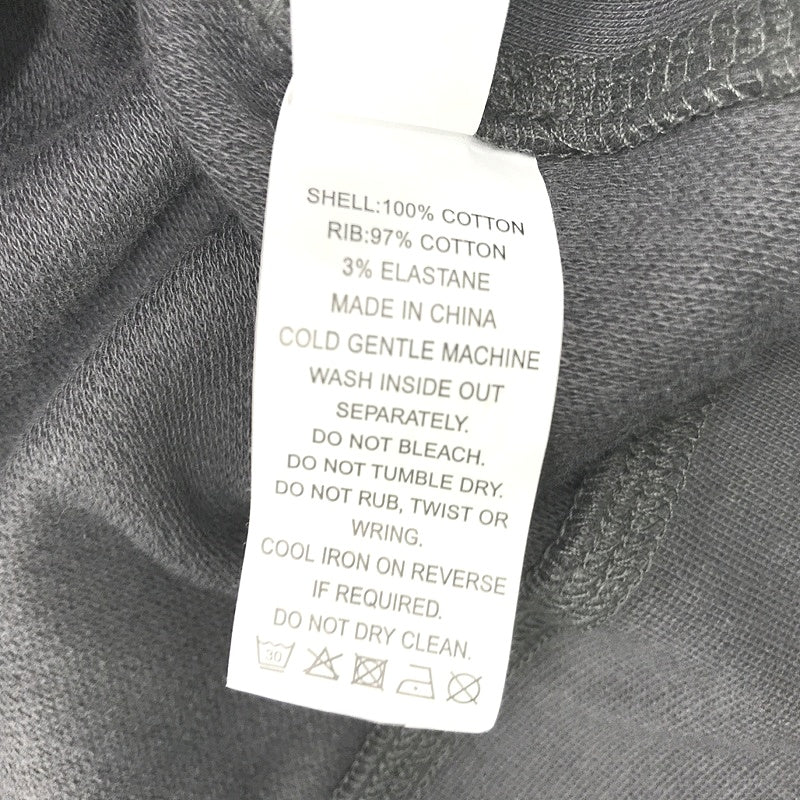 SHELL:100% COTTON
RIB:97% COTTON
3% ELASTANE
MADE IN CHINA
COLD GENTLE MACHINE
WASH INSIDE OUT
SEPARATELY.
DO NOT BLEACH.
DO NOT TUMBLE DRY.
DO NOT RUB, TWIST OR
WRING.
COOL IRON ON REVERSE
IF REQUIRED.
DO NOT DRY CLEAN.
30